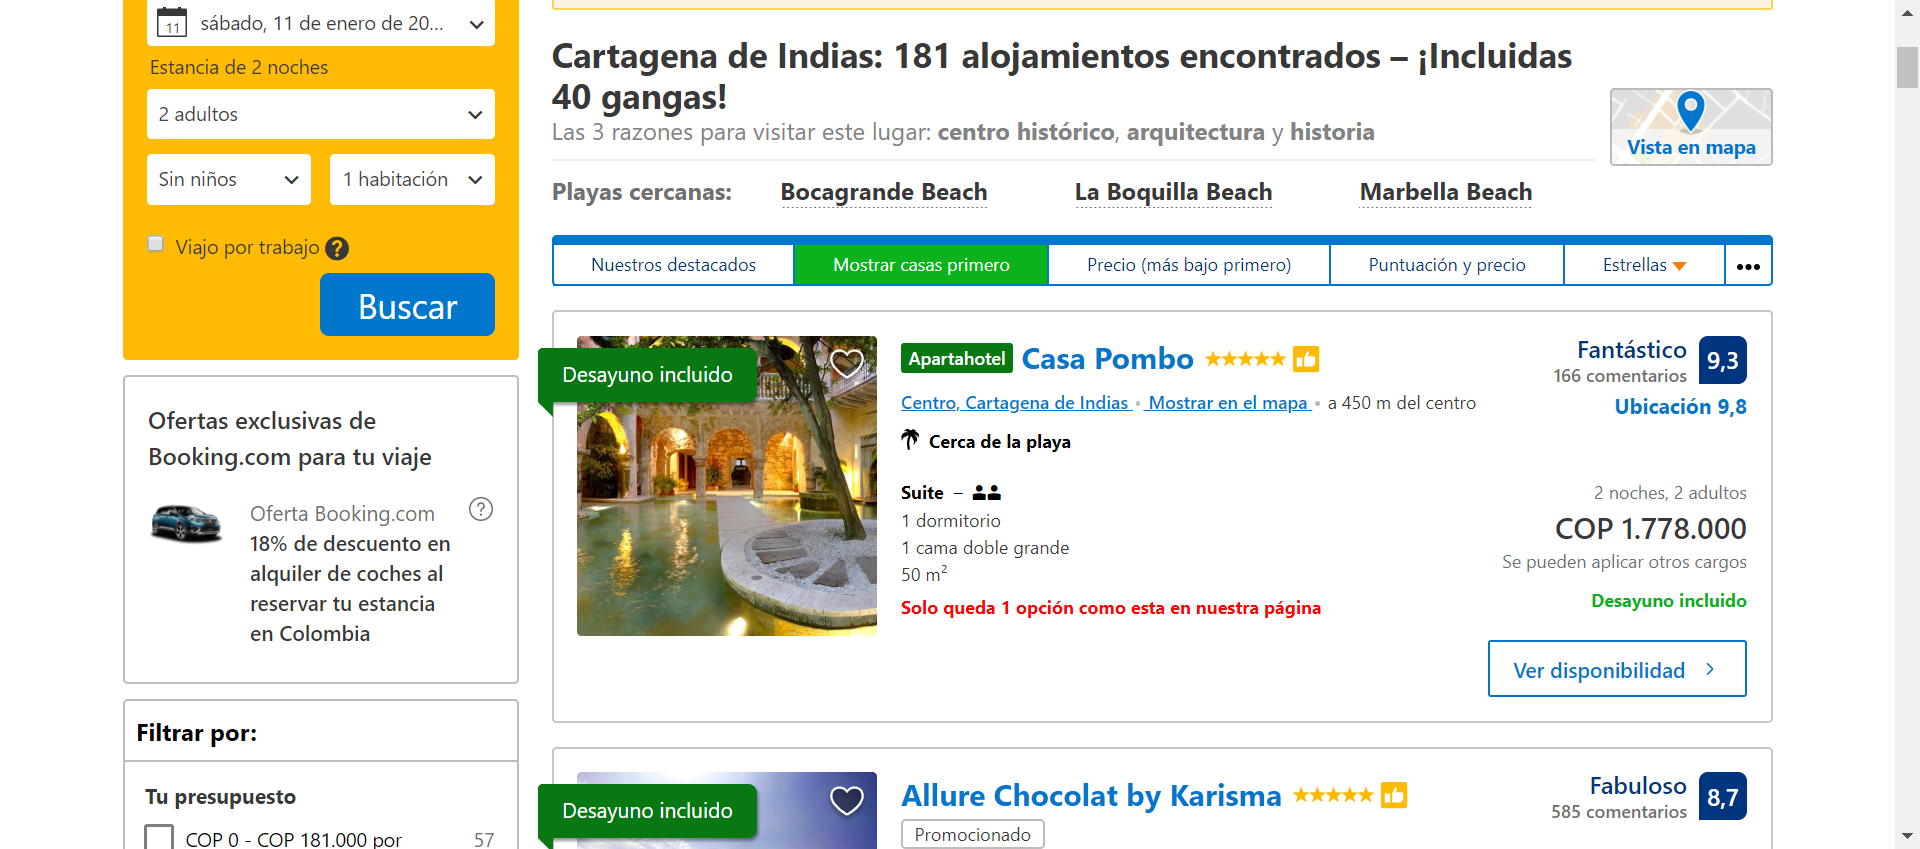 11
sábado, 11 de enero de 20...
Estancia de 2 noches
2 adultos
Sin niños
1 habitación
Viajo por trabajo ?
Buscar
Ofertas exclusivas de
Booking.com para tu viaje
Oferta Booking.com
?
18% de descuento en
alquiler de coches al
reservar tu estancia
en Colombia
Filtrar por:
Tu presupuesto
COP 0 - COP 181.000 por 57
Cartagena de Indias: 181 alojamientos encontrados – ¡Incluidas
40 gangas!
Las 3 razones para visitar este lugar: centro histórico, arquitectura y historia
Vista en mapa
Playas cercanas: Bocagrande Beach La Boquilla Beach Marbella Beach
Nuestros destacados Mostrar casas primero Precio (más bajo primero) Puntuación y precio Estrellas •••
Desayuno incluido
Apartahotel Casa Pombo
Centro, Cartagena de Indias • Mostrar en el mapa • a 450 m del centro
Cerca de la playa
Suite –
1 dormitorio
1 cama doble grande
50 m²
Solo queda 1 opción como esta en nuestra página
Fantástico 9,3
166 comentarios
Ubicación 9,8
2 noches, 2 adultos
COP 1.778.000
Se pueden aplicar otros cargos
Desayuno incluido
Ver disponibilidad
Desayuno incluido
Allure Chocolat by Karisma
Promocionado
Fabuloso 8,7
585 comentarios